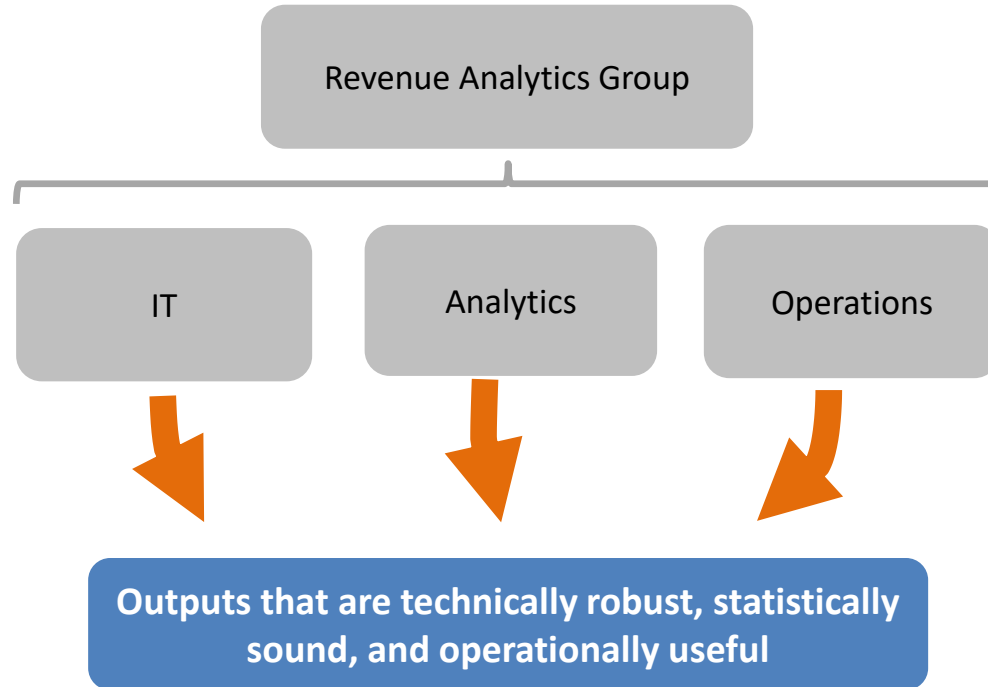 Revenue Analytics Group
IT
Analytics
Operations
Outputs that are technically robust, statistically
sound, and operationally useful